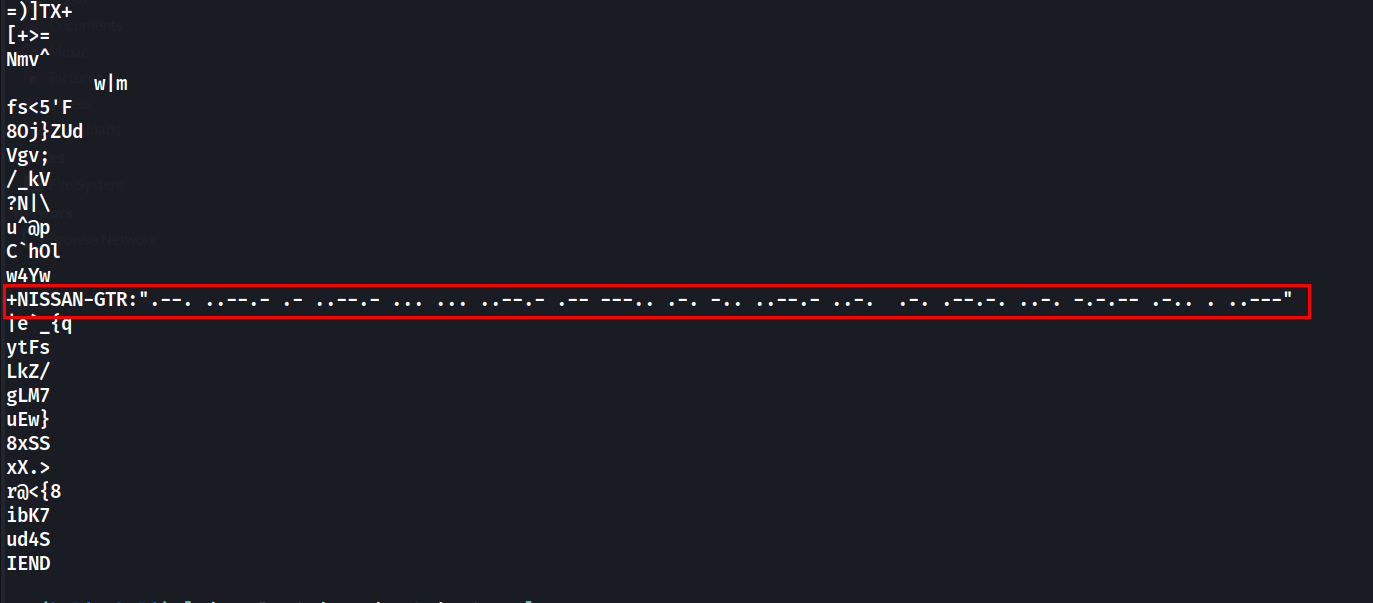 =)]TX+
[+>=
Nmv^
w|m
fs<5'F
8Oj}ZUd
Vgv;
/_kV
?N|\
u^@p
C`hOl
w4Yw
+NISSAN-GTR:".--. ..--.- .- ..--.- ... ... ..--.- .-- ---.. .-. -.. ..--.- ..-.  .-. .--.-. ..-. -.-.-- .-.. . ..---"
|e`_{q
ytFs
LkZ/
gLM7
uEw}
8xSS
xX.>
r@<{8
ibK7
ud4S
IEND